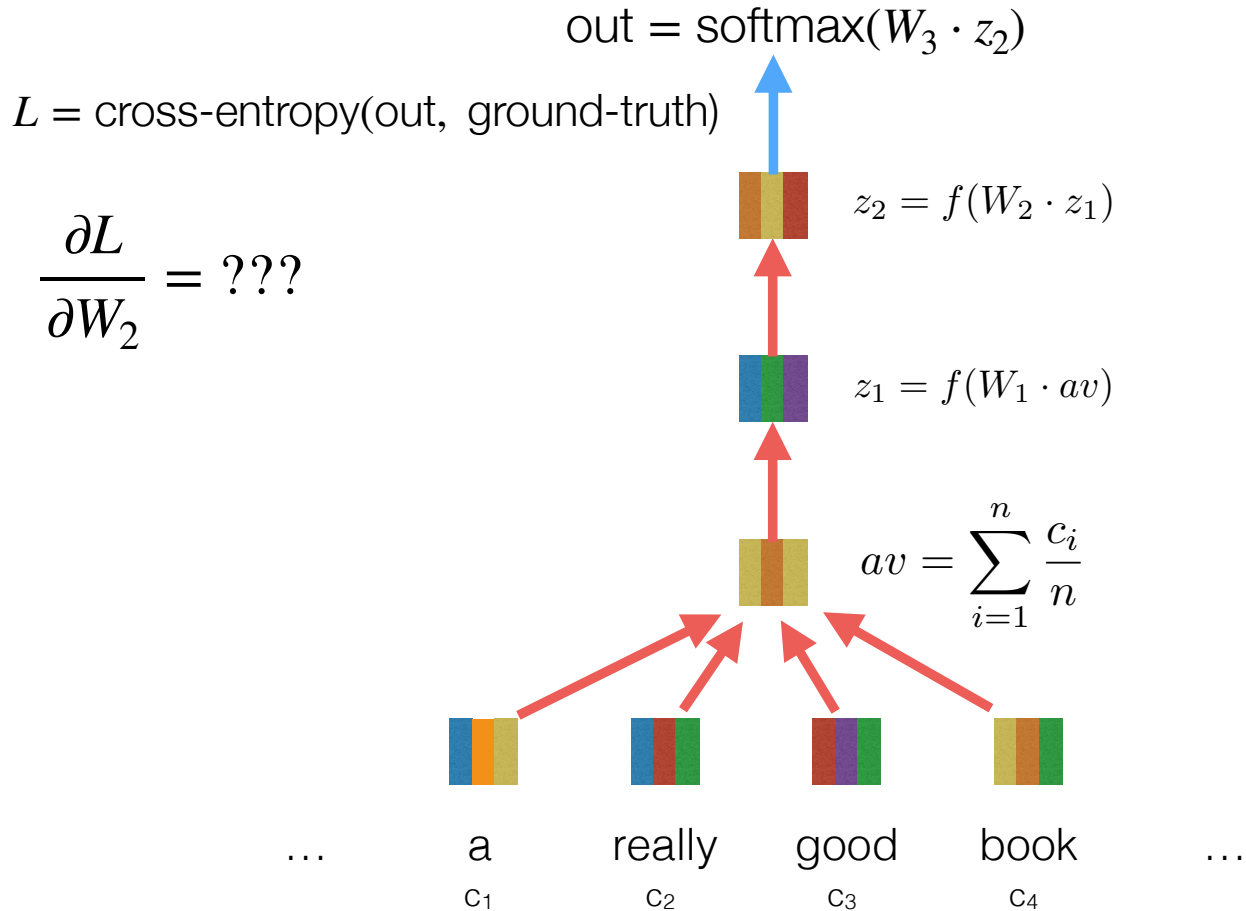 out = softmax(W₃ · z₂)
L = cross-entropy(out, ground-truth)
z₂ = f(W₂ · z₁)
∂L/∂W₂ = ???
z₁ = f(W₁ · av)
av = ∑ᵢ₌₁ⁿ cᵢ/n
... a really good book ...
c₁ c₂ c₃ c₄